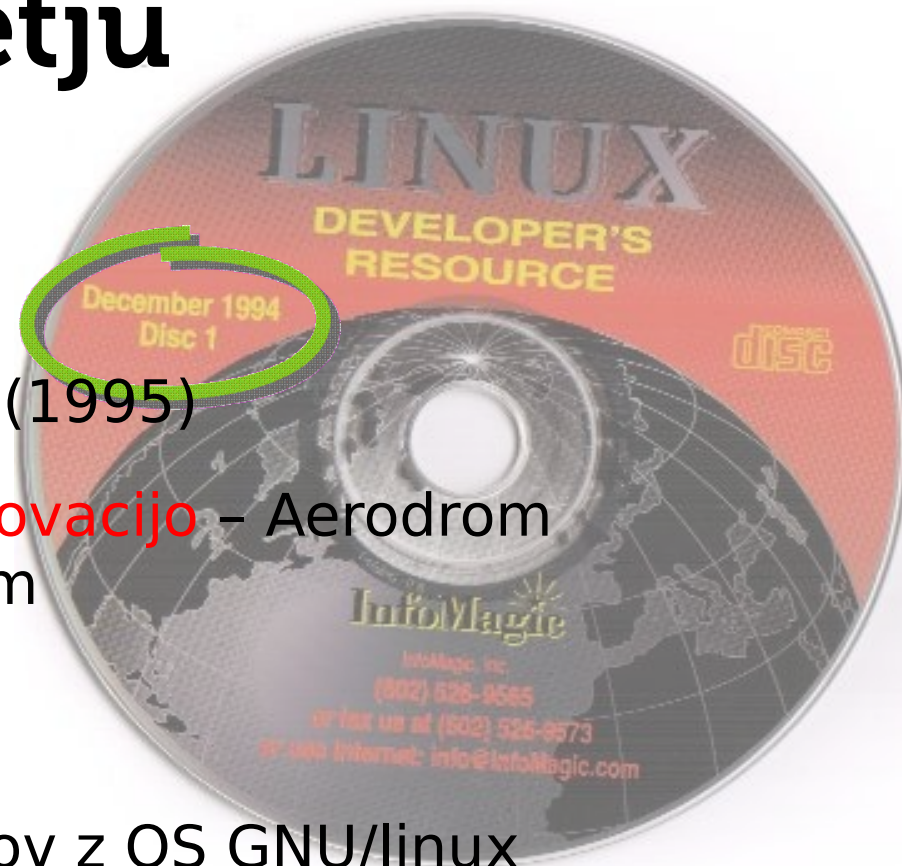 etju
LINUX
DEVELOPER'S
RESOURCE
December 1994
Disc 1
COMPACT
disc
(1995)
ovacijo – Aerodrom
m
InfoMagic
InfoMagic, Inc.
(602) 526-9565
or fax us at (602) 526-9573
or use Internet: info@InfoMagic.com
ov z OS GNU/linux